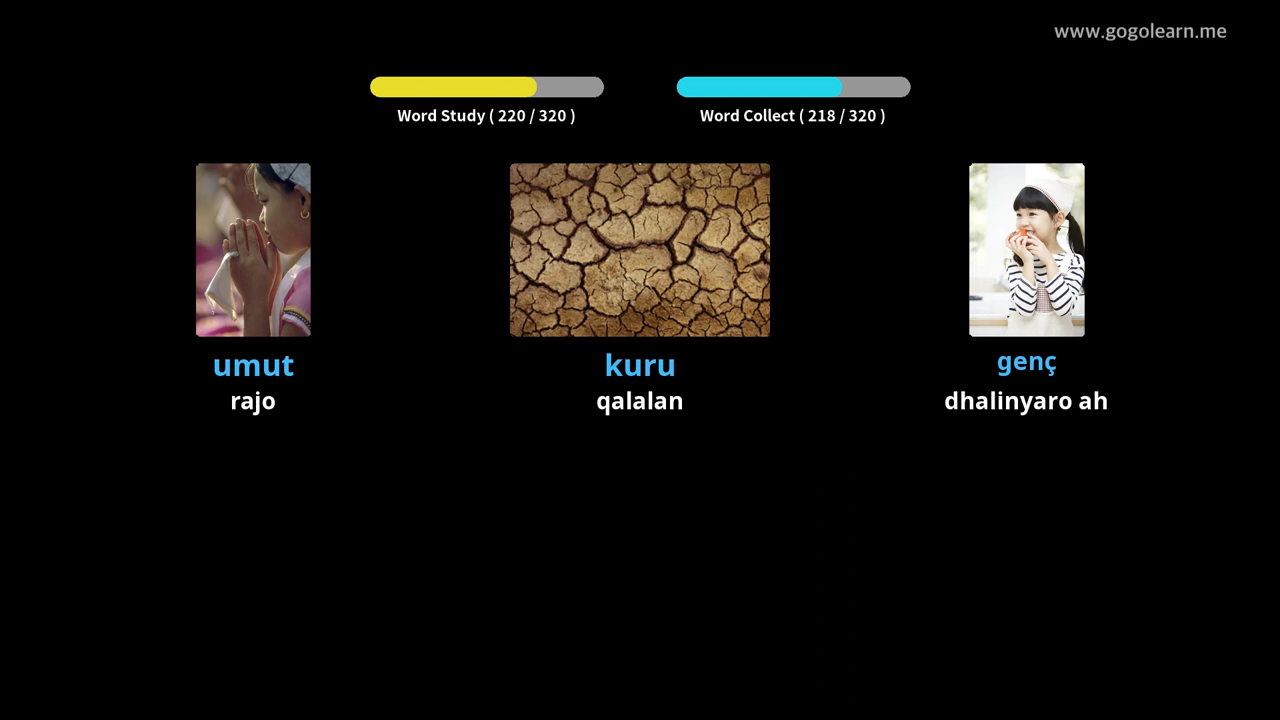 www.gogolearn.me
Word Study ( 220 / 320 )
Word Collect ( 218 / 320 )
umut
rajo
kuru
qalalan
genç
dhalinyaro ah